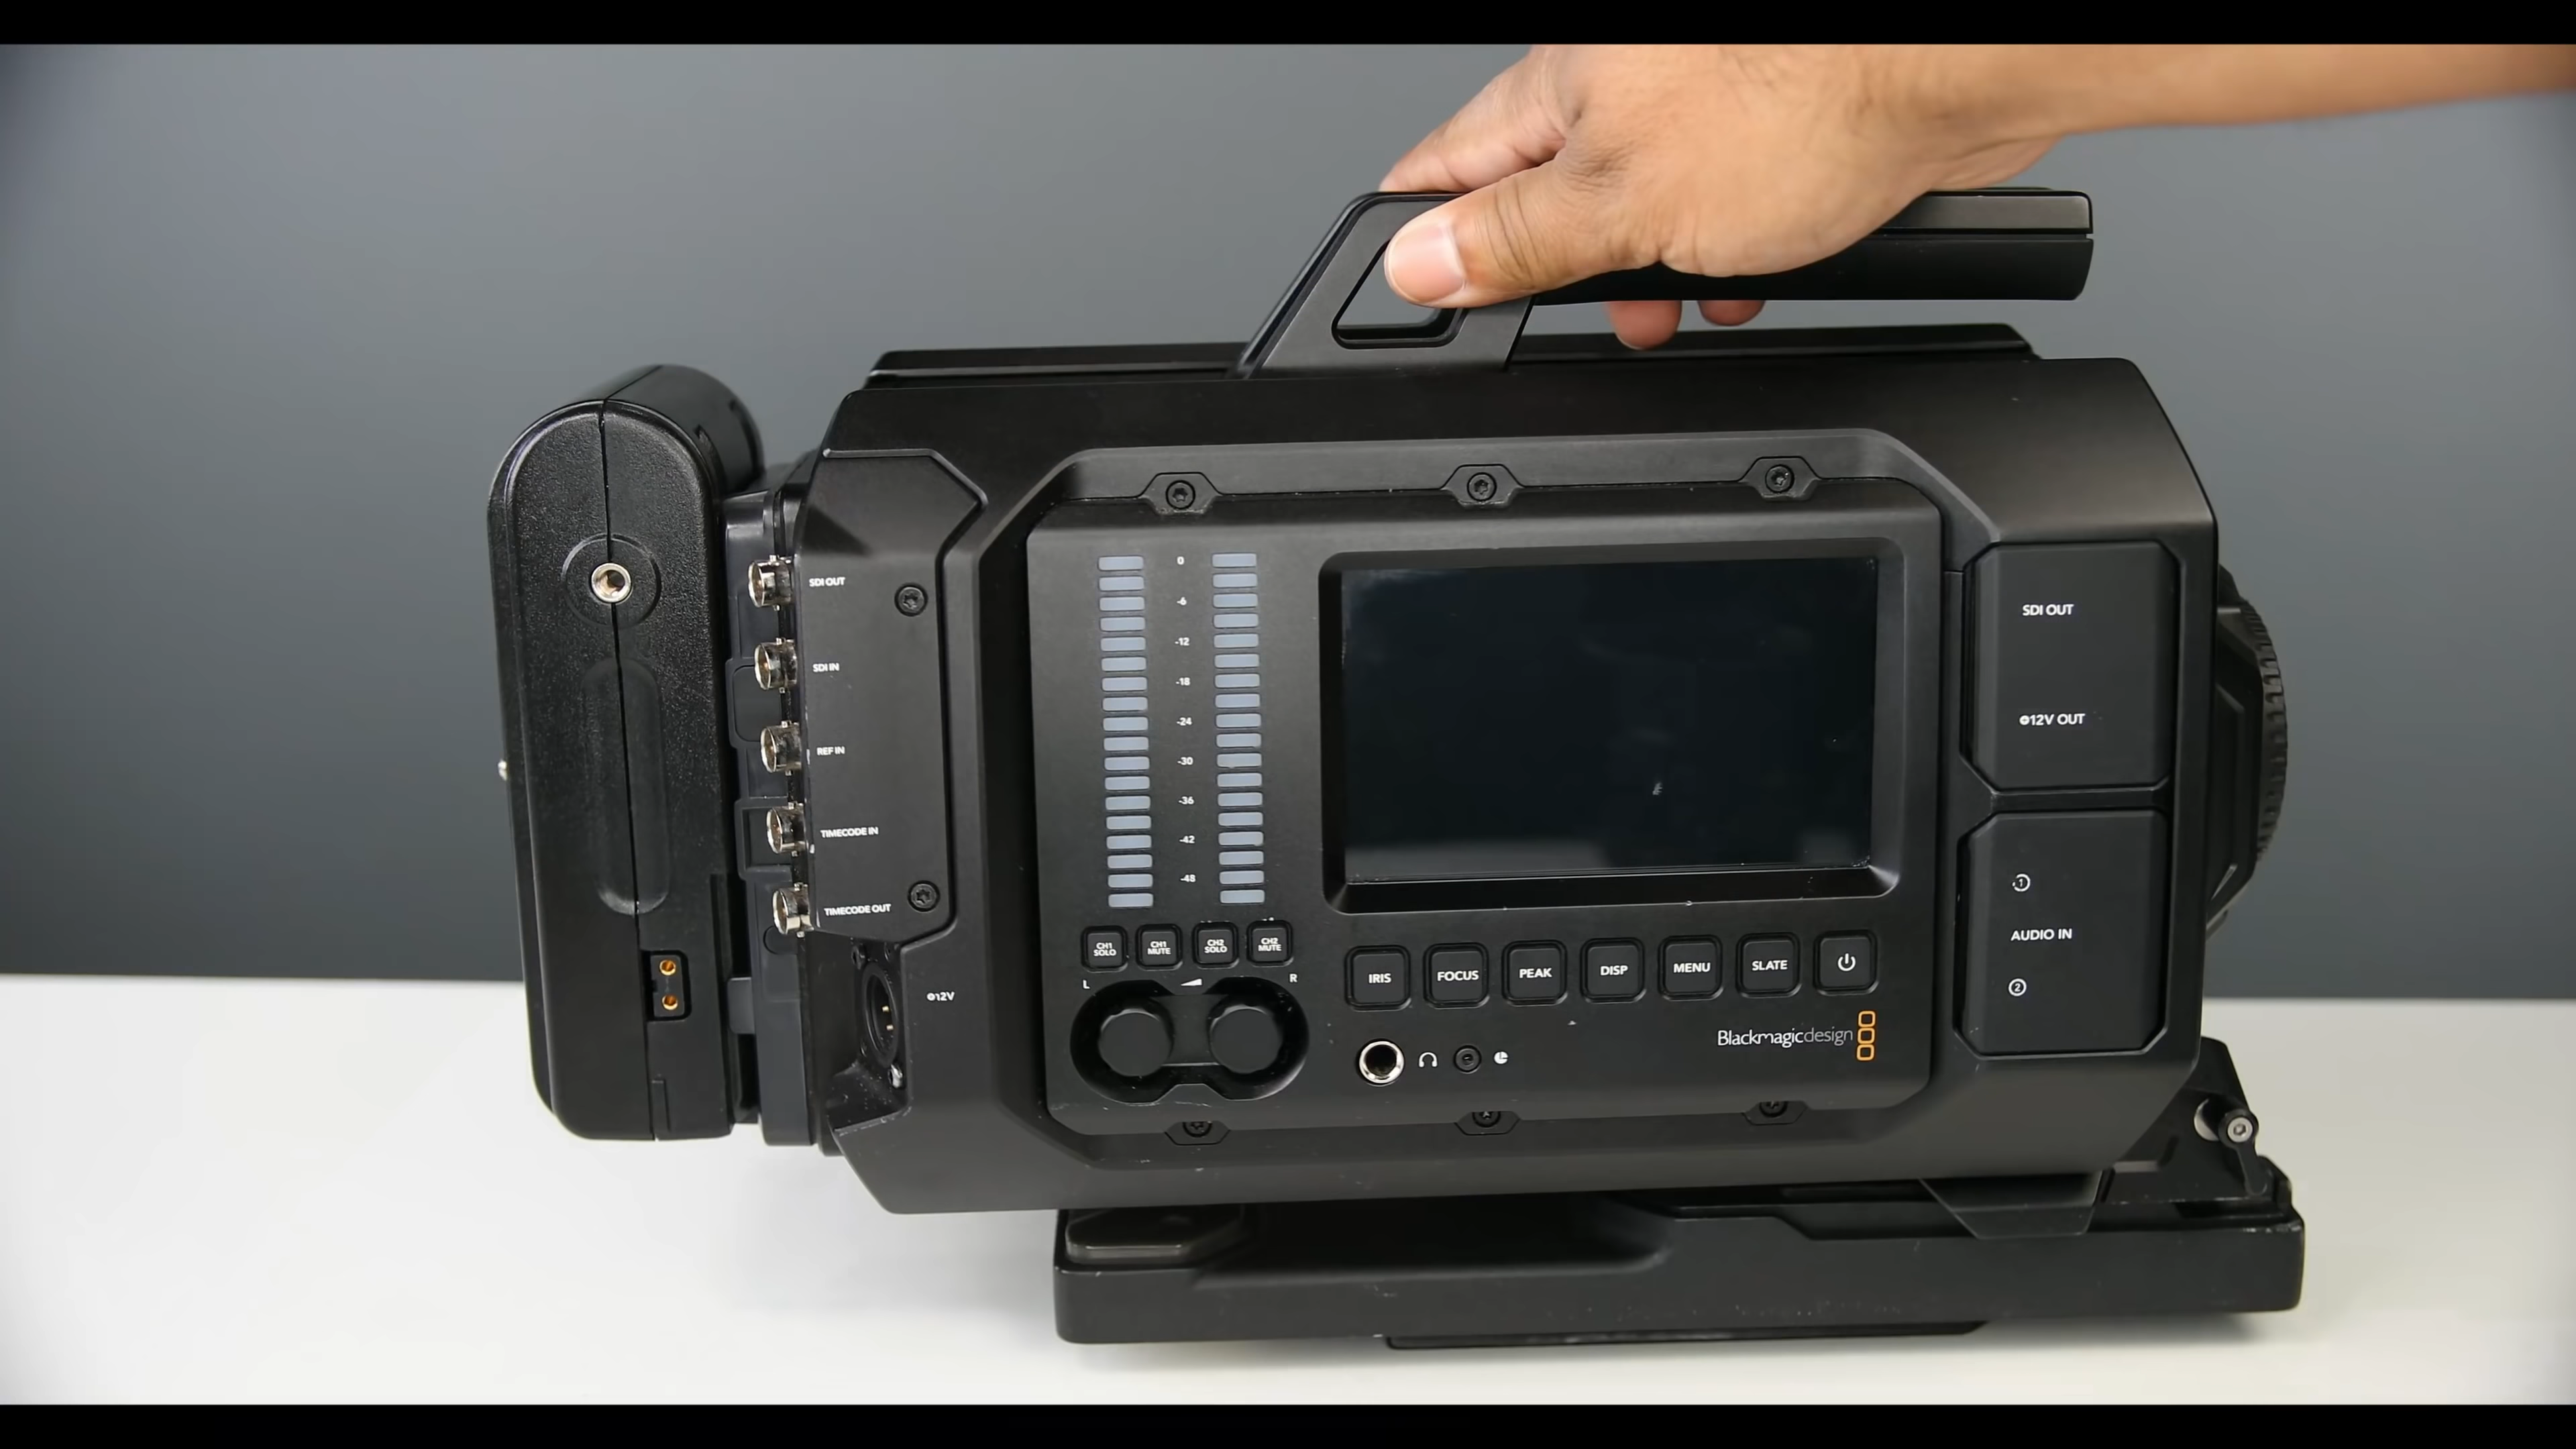 SDI OUT
SDI IN
REF IN
TIMECODE IN
TIMECODE OUT
12V
0
-6
-12
-18
-24
-30
-36
-42
-48
CH1 
SOLO
CH1 
MUTE
CH2 
SOLO
CH2 
MUTE
L
R
IRIS
FOCUS
PEAK
DISP
MENU
SLATE
Blackmagicdesign
SDI OUT
12V OUT
1
AUDIO IN
2